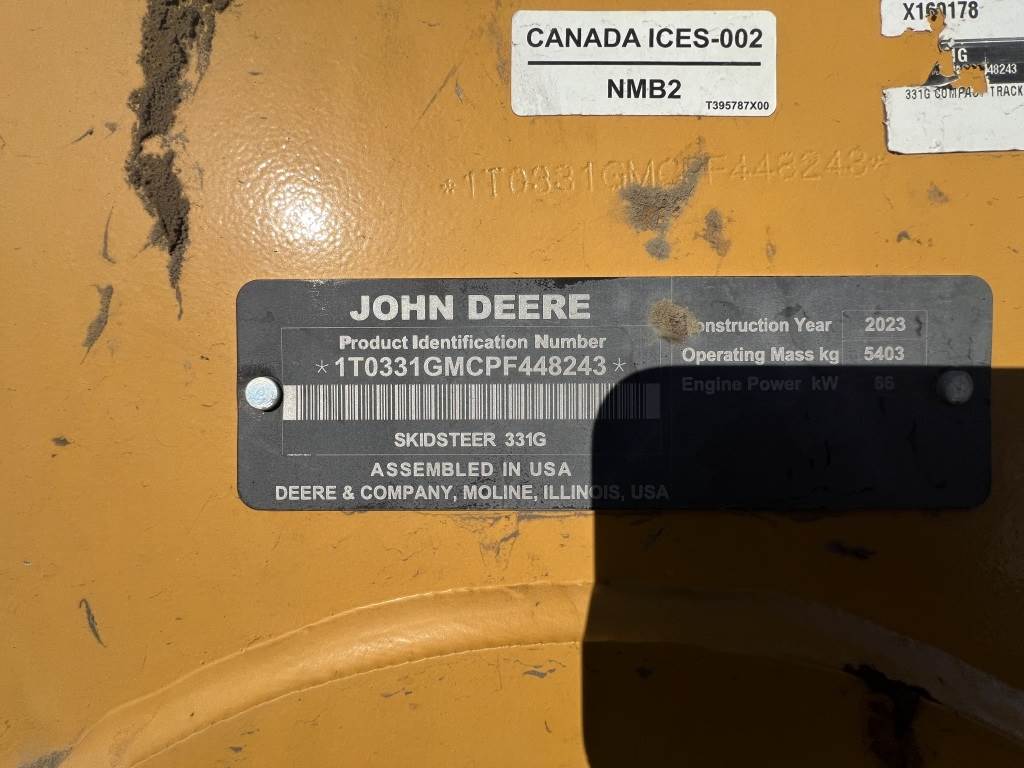 X160178
CANADA ICES-002
NMB2
T395787X00
G
48243
331G COMPACT TRACK
*1T0331GMCPF448243*
JOHN DEERE
Product Identification Number
*1T0331GMCPF448243*
SKIDSTEER 331G
ASSEMBLED IN USA
DEERE & COMPANY, MOLINE, ILLINOIS, USA
Construction Year 2023
Operating Mass kg 5403
Engine Power kW 66